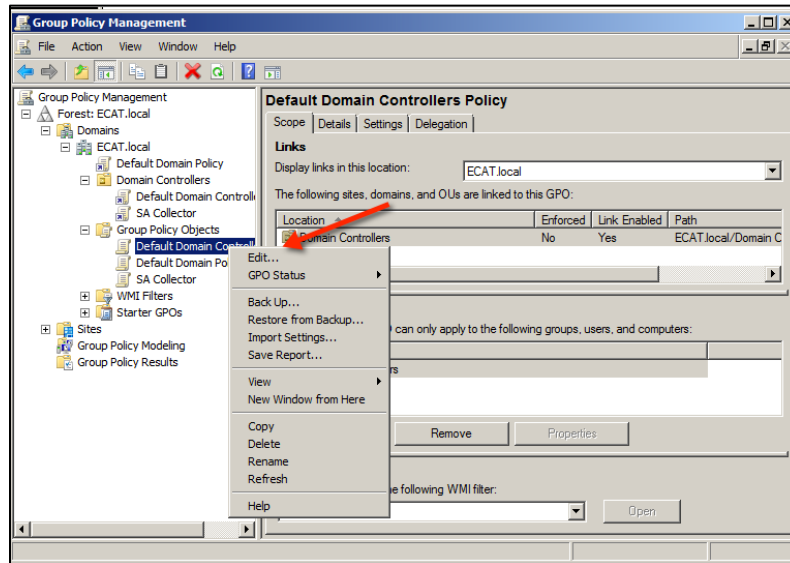 Group Policy Management
File Action View Window Help
Group Policy Management
Forest: ECAT.local
Domains
ECAT.local
Default Domain Policy
Domain Controllers
Default Domain Controll
SA Collector
Group Policy Objects
Default Domain Controll
Default Domain Po
SA Collector
WMI Filters
Starter GPOs
Sites
Group Policy Modeling
Group Policy Results
Default Domain Controllers Policy
Scope Details Settings Delegation
Links
Display links in this location: ECAT.local
The following sites, domains, and OUs are linked to this GPO:
Location Enforced Link Enabled Path
Domain Controllers No Yes ECAT.local/Domain C
can only apply to the following groups, users, and computers:
rs
Remove Properties
e following WMI filter:
Open
Edit...
GPO Status
Back Up...
Restore from Backup...
Import Settings...
Save Report...
View
New Window from Here
Copy
Delete
Rename
Refresh
Help